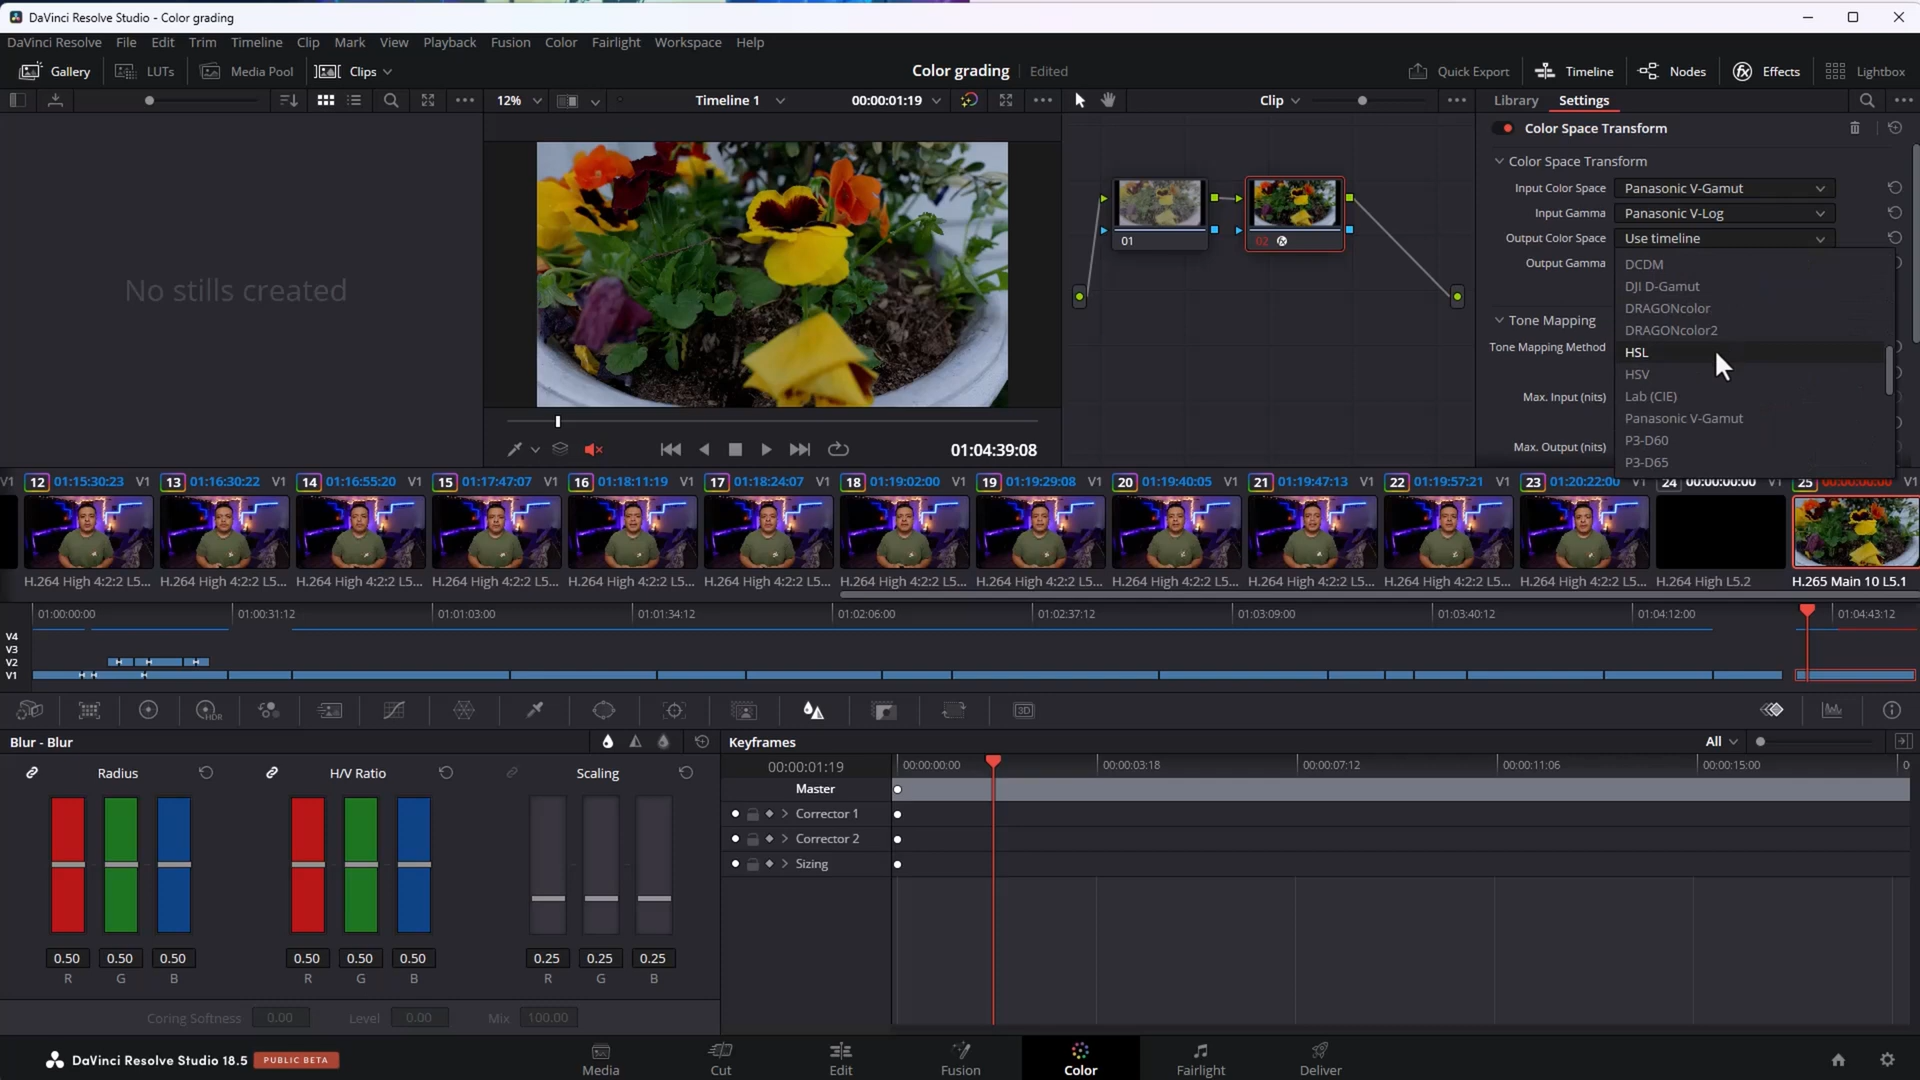 DaVinci Resolve Studio - Color grading
DaVinci Resolve File Edit Trim Timeline Clip Mark View Playback Fusion Color Fairlight Workspace Help
Gallery LUTs Media Pool Clips Color grading Edited Quick Export Timeline Nodes Effects Lightbox
12% Timeline 1 00:00:01:19 Clip Library Settings
Color Space Transform
Color Space Transform
Input Color Space Panasonic V-Gamut
Input Gamma Panasonic V-Log
Output Color Space Use timeline
Output Gamma
DCDM
DJI D-Gamut
DRAGONcolor
Tone Mapping
DRAGONcolor2
Tone Mapping Method
HSL
HSV
Max. Input (nits)
Lab (CIE)
Panasonic V-Gamut
P3-D60
Max. Output (nits)
P3-D65
No stills created
01
02
01:04:39:08
V1 12 01:15:30:23 V1 13 01:16:30:22 V1 14 01:16:55:20 V1 15 01:17:47:07 V1 16 01:18:11:19 V1 17 01:18:24:07 V1 18 01:19:02:00 V1 19 01:19:29:08 V1 20 01:19:40:05 V1 21 01:19:47:13 V1 22 01:19:57:21 V1 23 01:20:22:00 V1 24 00:00:00:00 V1 25 00:00:00:00 V1
H.264 High 4:2:2 L5... H.264 High 4:2:2 L5... H.264 High 4:2:2 L5... H.264 High 4:2:2 L5... H.264 High 4:2:2 L5... H.264 High 4:2:2 L5... H.264 High 4:2:2 L5... H.264 High 4:2:2 L5... H.264 High 4:2:2 L5... H.264 High 4:2:2 L5... H.264 High 4:2:2 L5... H.264 High 4:2:2 L5... H.264 High L5.2 H.265 Main 10 L5.1
01:00:00:00 01:00:31:12 01:01:03:00 01:01:34:12 01:02:06:00 01:02:37:12 01:03:09:00 01:03:40:12 01:04:12:00 01:04:43:12
V4
V3
V2
V1
HDR 3D
Blur - Blur
Radius H/V Ratio Scaling
0.50 0.50 0.50 0.50 0.50 0.50 0.25 0.25 0.25
R G B R G B R G B
Coring Softness 0.00 Level 0.00 Mix 100.00
Keyframes All
00:00:01:19 00:00:00:00 00:00:03:18 00:00:07:12 00:00:11:06 00:00:15:00 0
Master
Corrector 1
Corrector 2
Sizing
DaVinci Resolve Studio 18.5 PUBLIC BETA
Media Cut Edit Fusion Color Fairlight Deliver